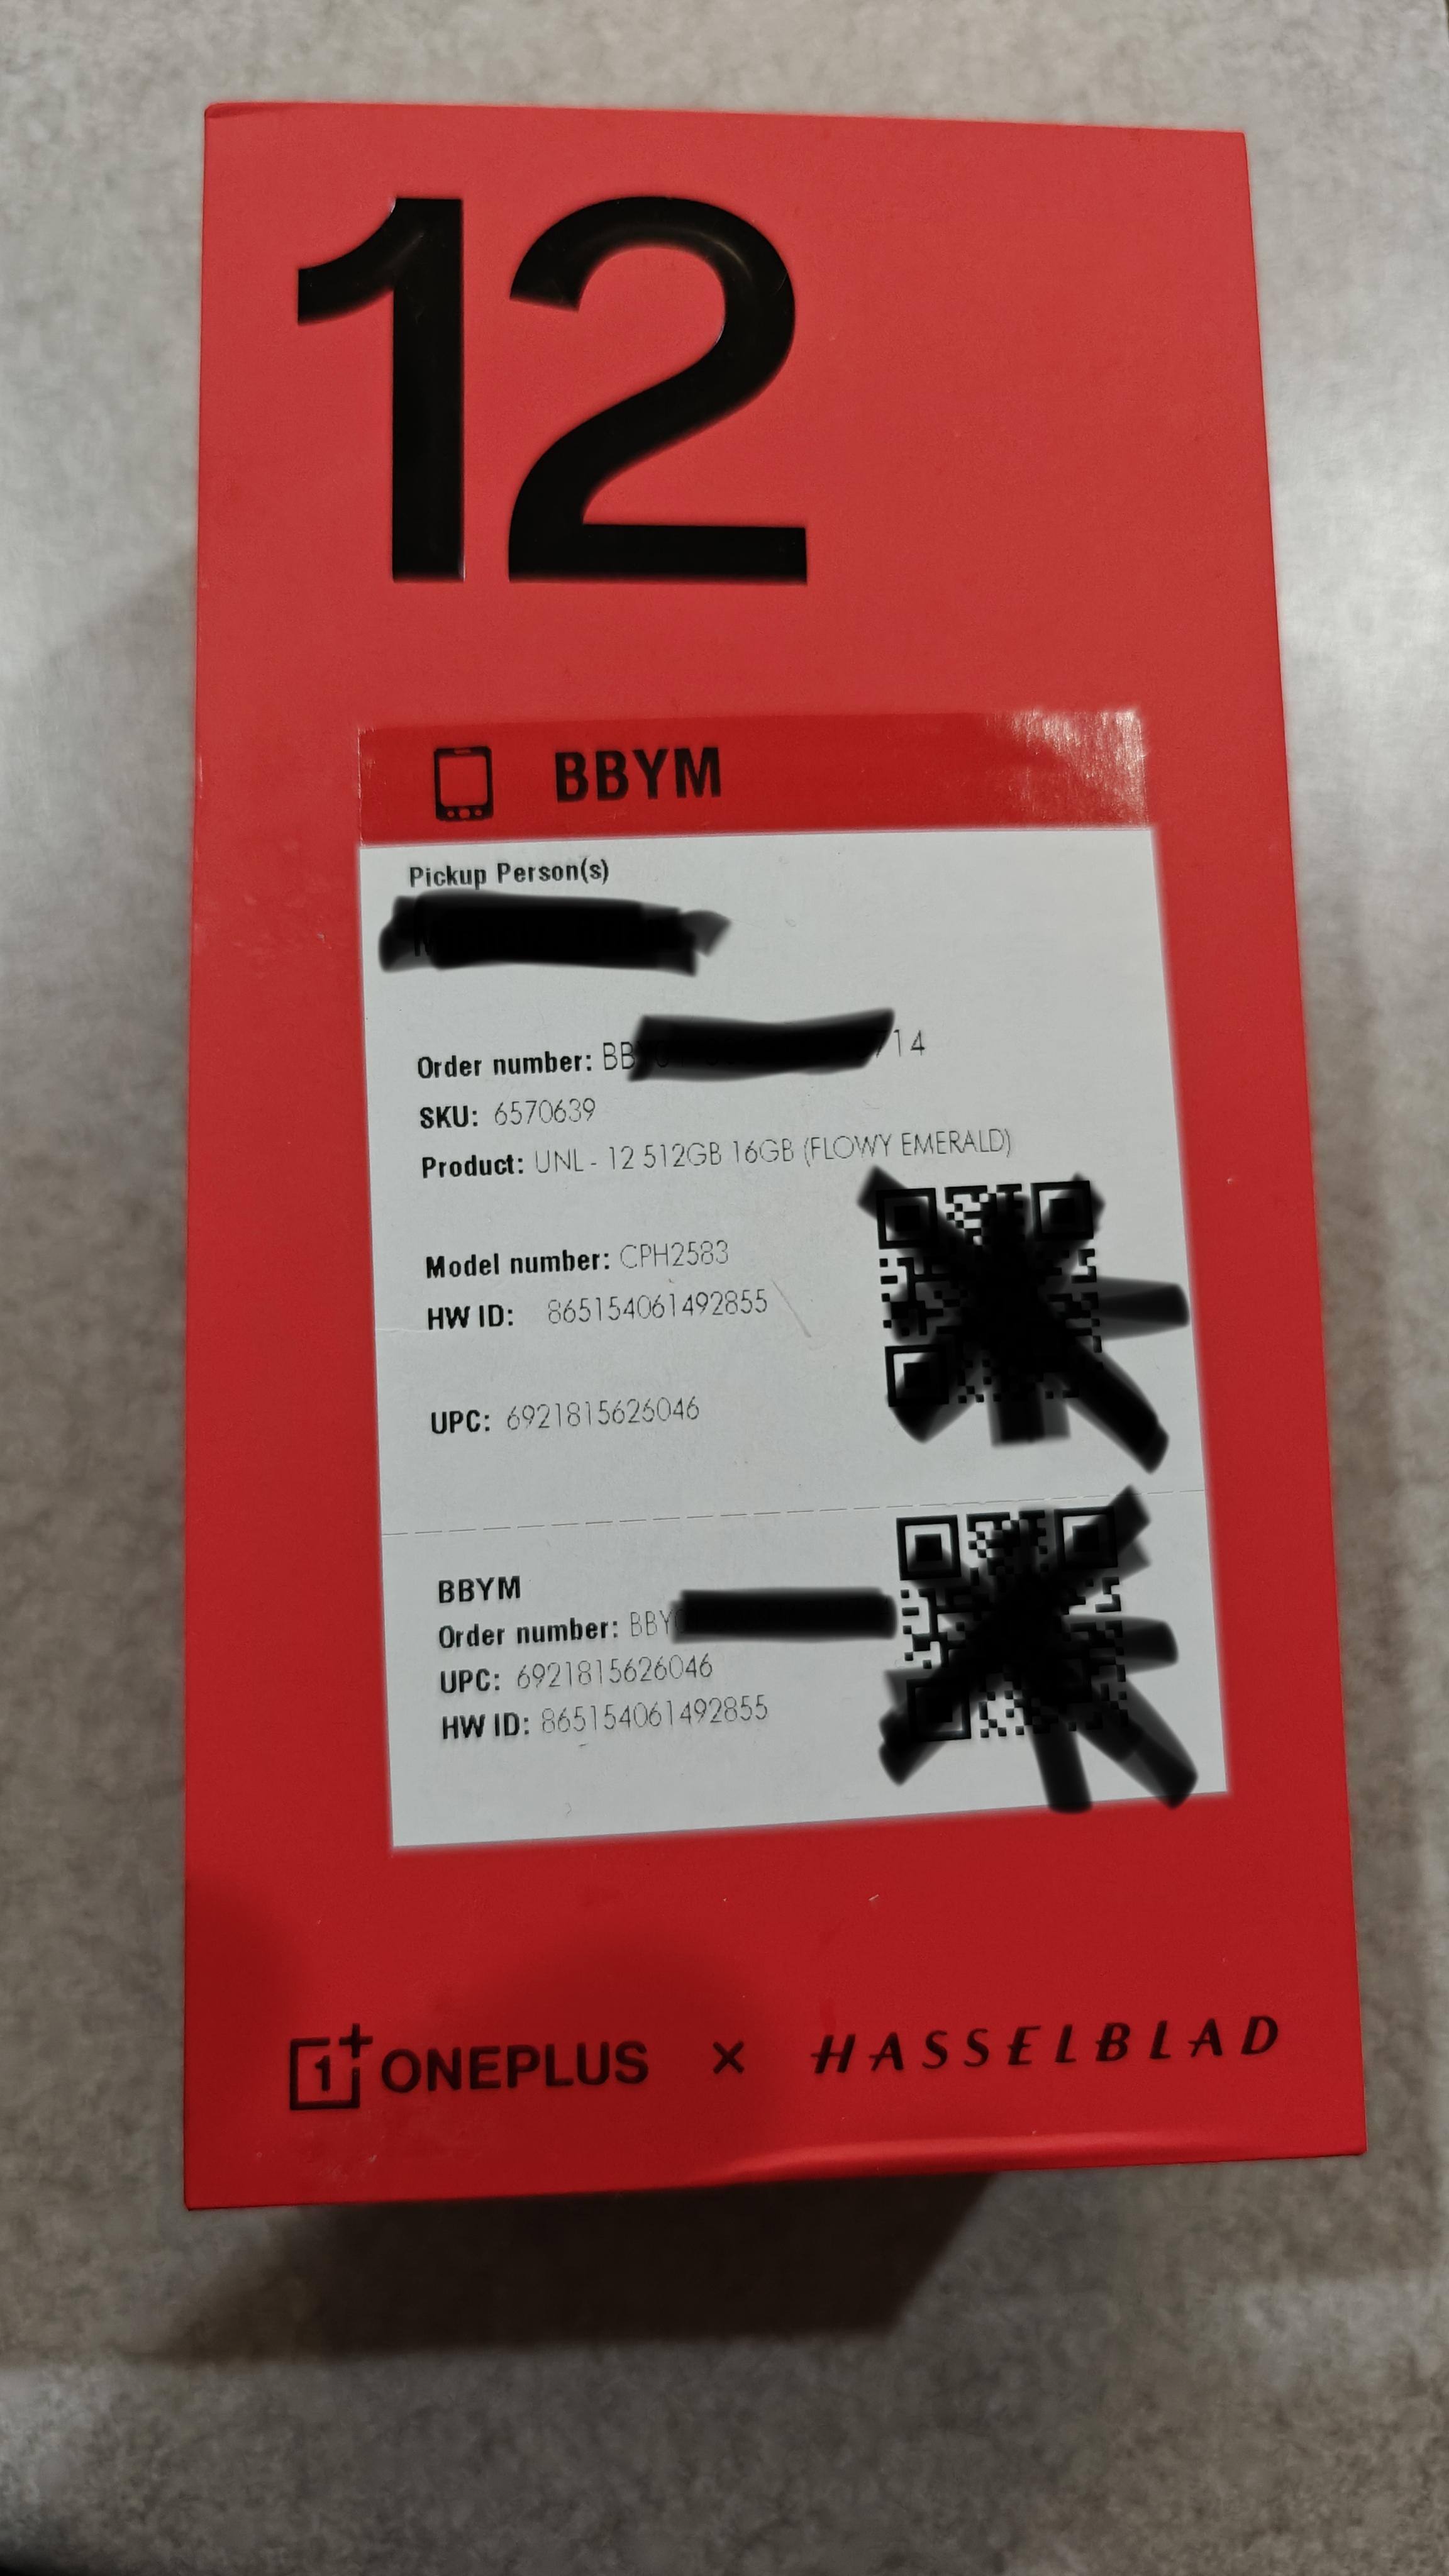 12
BBYM
Pickup Person(s)
Order number: BB 714
SKU: 6570639
Product: UNL - 12 512GB 16GB (FLOWY EMERALD)
Model number: CPH2583
HW ID: 865154061492855
UPC: 6921815626046
BBYM
Order number: BBY
UPC: 6921815626046
HW ID: 865154061492855
1+ ONEPLUS × HASSELBLAD